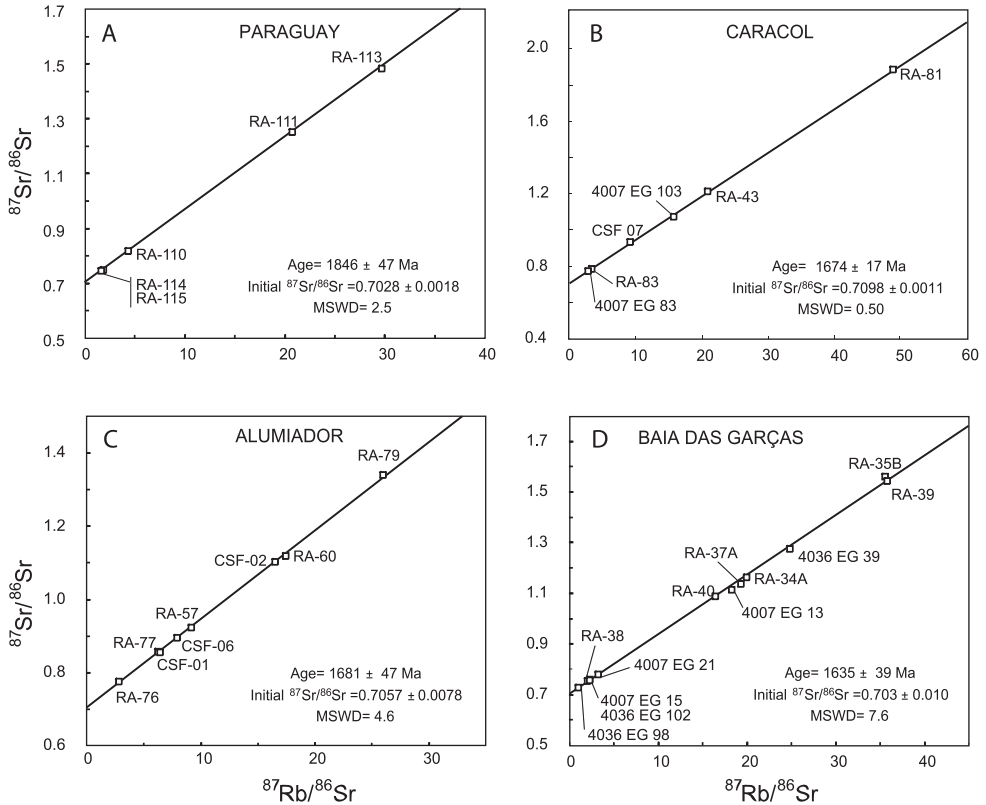 A PARAGUAY
1.7
1.5
1.3
1.1
0.9
0.7
0.5
0 10 20 30 40
⁸⁷Sr/⁸⁶Sr
RA-113
RA-111
RA-110
RA-114
RA-115
Age= 1846 ± 47 Ma
Initial ⁸⁷Sr/⁸⁶Sr =0.7028 ± 0.0018
MSWD= 2.5
B CARACOL
2.0
1.6
1.2
0.8
0.4
0 10 20 30 40 50 60
RA-81
4007 EG 103
RA-43
CSF 07
RA-83
4007 EG 83
Age= 1674 ± 17 Ma
Initial ⁸⁷Sr/⁸⁶Sr =0.7098 ± 0.0011
MSWD= 0.50
C ALUMIADOR
1.4
1.2
1.0
0.8
0.6
0 10 20 30
⁸⁷Sr/⁸⁶Sr
⁸⁷Rb/⁸⁶Sr
RA-79
CSF-02
RA-60
RA-57
RA-77
CSF-06
CSF-01
RA-76
Age= 1681 ± 47 Ma
Initial ⁸⁷Sr/⁸⁶Sr =0.7057 ± 0.0078
MSWD= 4.6
D BAIA DAS GARÇAS
1.7
1.5
1.3
1.1
0.9
0.7
0.5
0 10 20 30 40
⁸⁷Rb/⁸⁶Sr
RA-35B
RA-39
4036 EG 39
RA-37A
RA-34A
RA-40
4007 EG 13
RA-38
4007 EG 21
4007 EG 15
4036 EG 102
4036 EG 98
Age= 1635 ± 39 Ma
Initial ⁸⁷Sr/⁸⁶Sr =0.703 ± 0.010
MSWD= 7.6